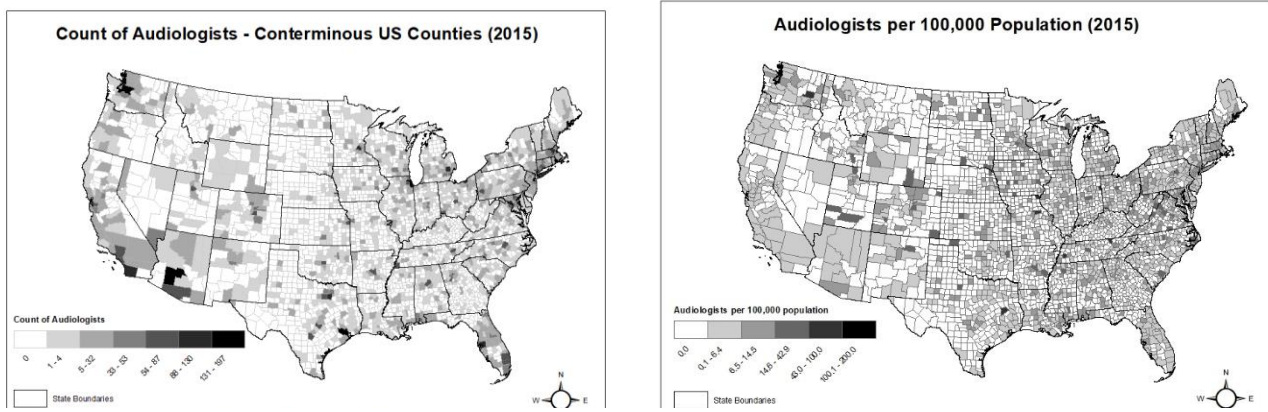 Count of Audiologists - Conterminous US Counties (2015)
Count of Audiologists
0
1 - 4
5 - 32
33 - 53
54 - 87
88 - 130
131 - 197
State Boundaries
N
W
E
S
Audiologists per 100,000 Population (2015)
Audiologists per 100,000 population
0.0
0.1 - 6.4
6.5 - 14.5
14.6 - 42.9
43.0 - 100.0
100.1 - 200.0
State Boundaries
N
W
E
S